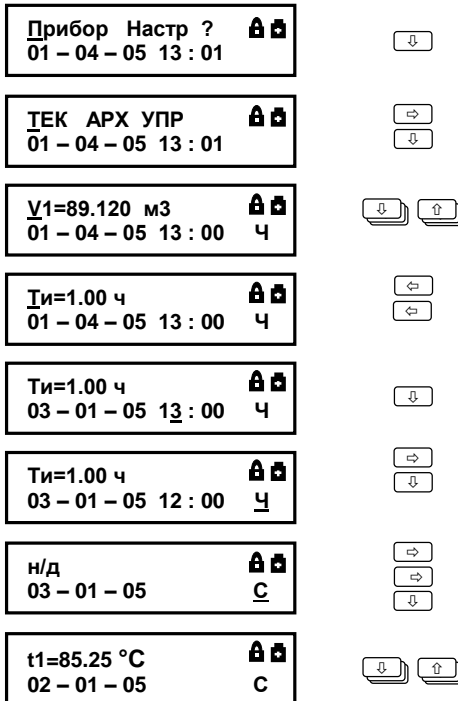 Прибор Настр ?
01 – 04 – 05 13 : 01
ТЕК АРХ УПР
01 – 04 – 05 13 : 01
V1=89.120 м3
01 – 04 – 05 13 : 00 Ч
Ти=1.00 ч
01 – 04 – 05 13 : 00 Ч
Ти=1.00 ч
03 – 01 – 05 13 : 00 Ч
Ти=1.00 ч
03 – 01 – 05 12 : 00 Ч
н/д
03 – 01 – 05 С
t1=85.25 °С
02 – 01 – 05 С